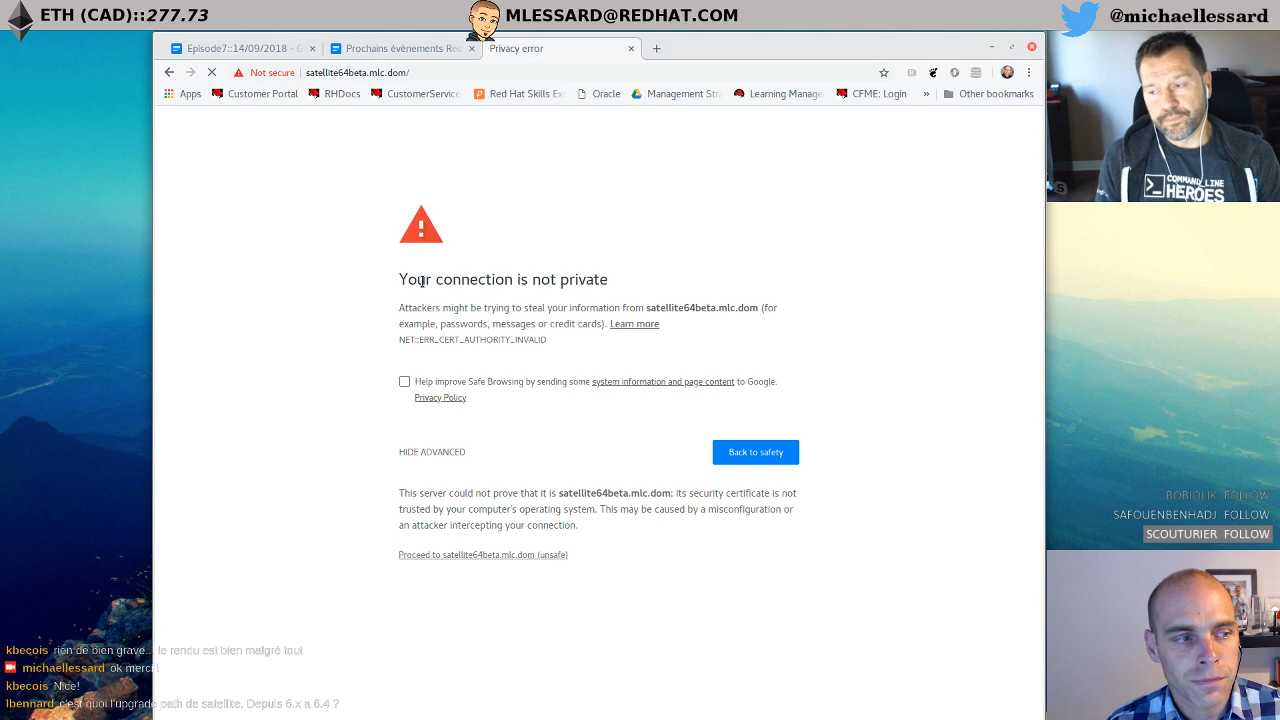 ETH (CAD)::277.73
MLESSARD@REDHAT.COM
@michaellessard
Episode7::14/09/2018 - G
Prochains évènements Red
Privacy error
Not secure
satellite64beta.mlc.dom/
Apps
Customer Portal
RHDocs
CustomerService
Red Hat Skills Ex
Oracle
Management Stra
Learning Manage
CFME: Login
»
Other bookmarks
COMMAND_LINE
HEROES
Your connection is not private
Attackers might be trying to steal your information from satellite64beta.mlc.dom (for
example, passwords, messages or credit cards). Learn more
NET::ERR_CERT_AUTHORITY_INVALID
Help improve Safe Browsing by sending some system information and page content to Google.
Privacy Policy
HIDE ADVANCED
Back to safety
This server could not prove that it is satellite64beta.mlc.dom; its security certificate is not
trusted by your computer's operating system. This may be caused by a misconfiguration or
an attacker intercepting your connection.
Proceed to satellite64beta.mlc.dom (unsafe)
BOBIOLIK FOLLOW
SAFOUENBENHADJ FOLLOW
SCOUTURIER FOLLOW
kbecois rien de bien grave... le rendu est bien malgré tout
michaellessard ok merci !
kbecois Nice!
lbennard c'est quoi l'upgrade path de satellite. Depuis 6.x a 6.4 ?